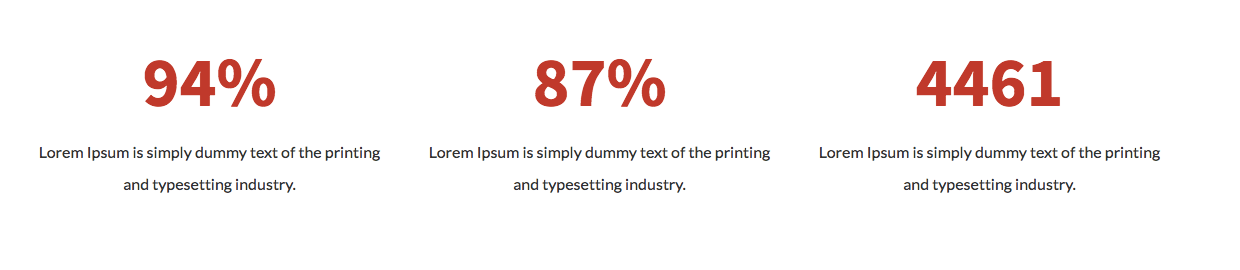 94%
Lorem Ipsum is simply dummy text of the printing
and typesetting industry.
87%
Lorem Ipsum is simply dummy text of the printing
and typesetting industry.
4461
Lorem Ipsum is simply dummy text of the printing
and typesetting industry.